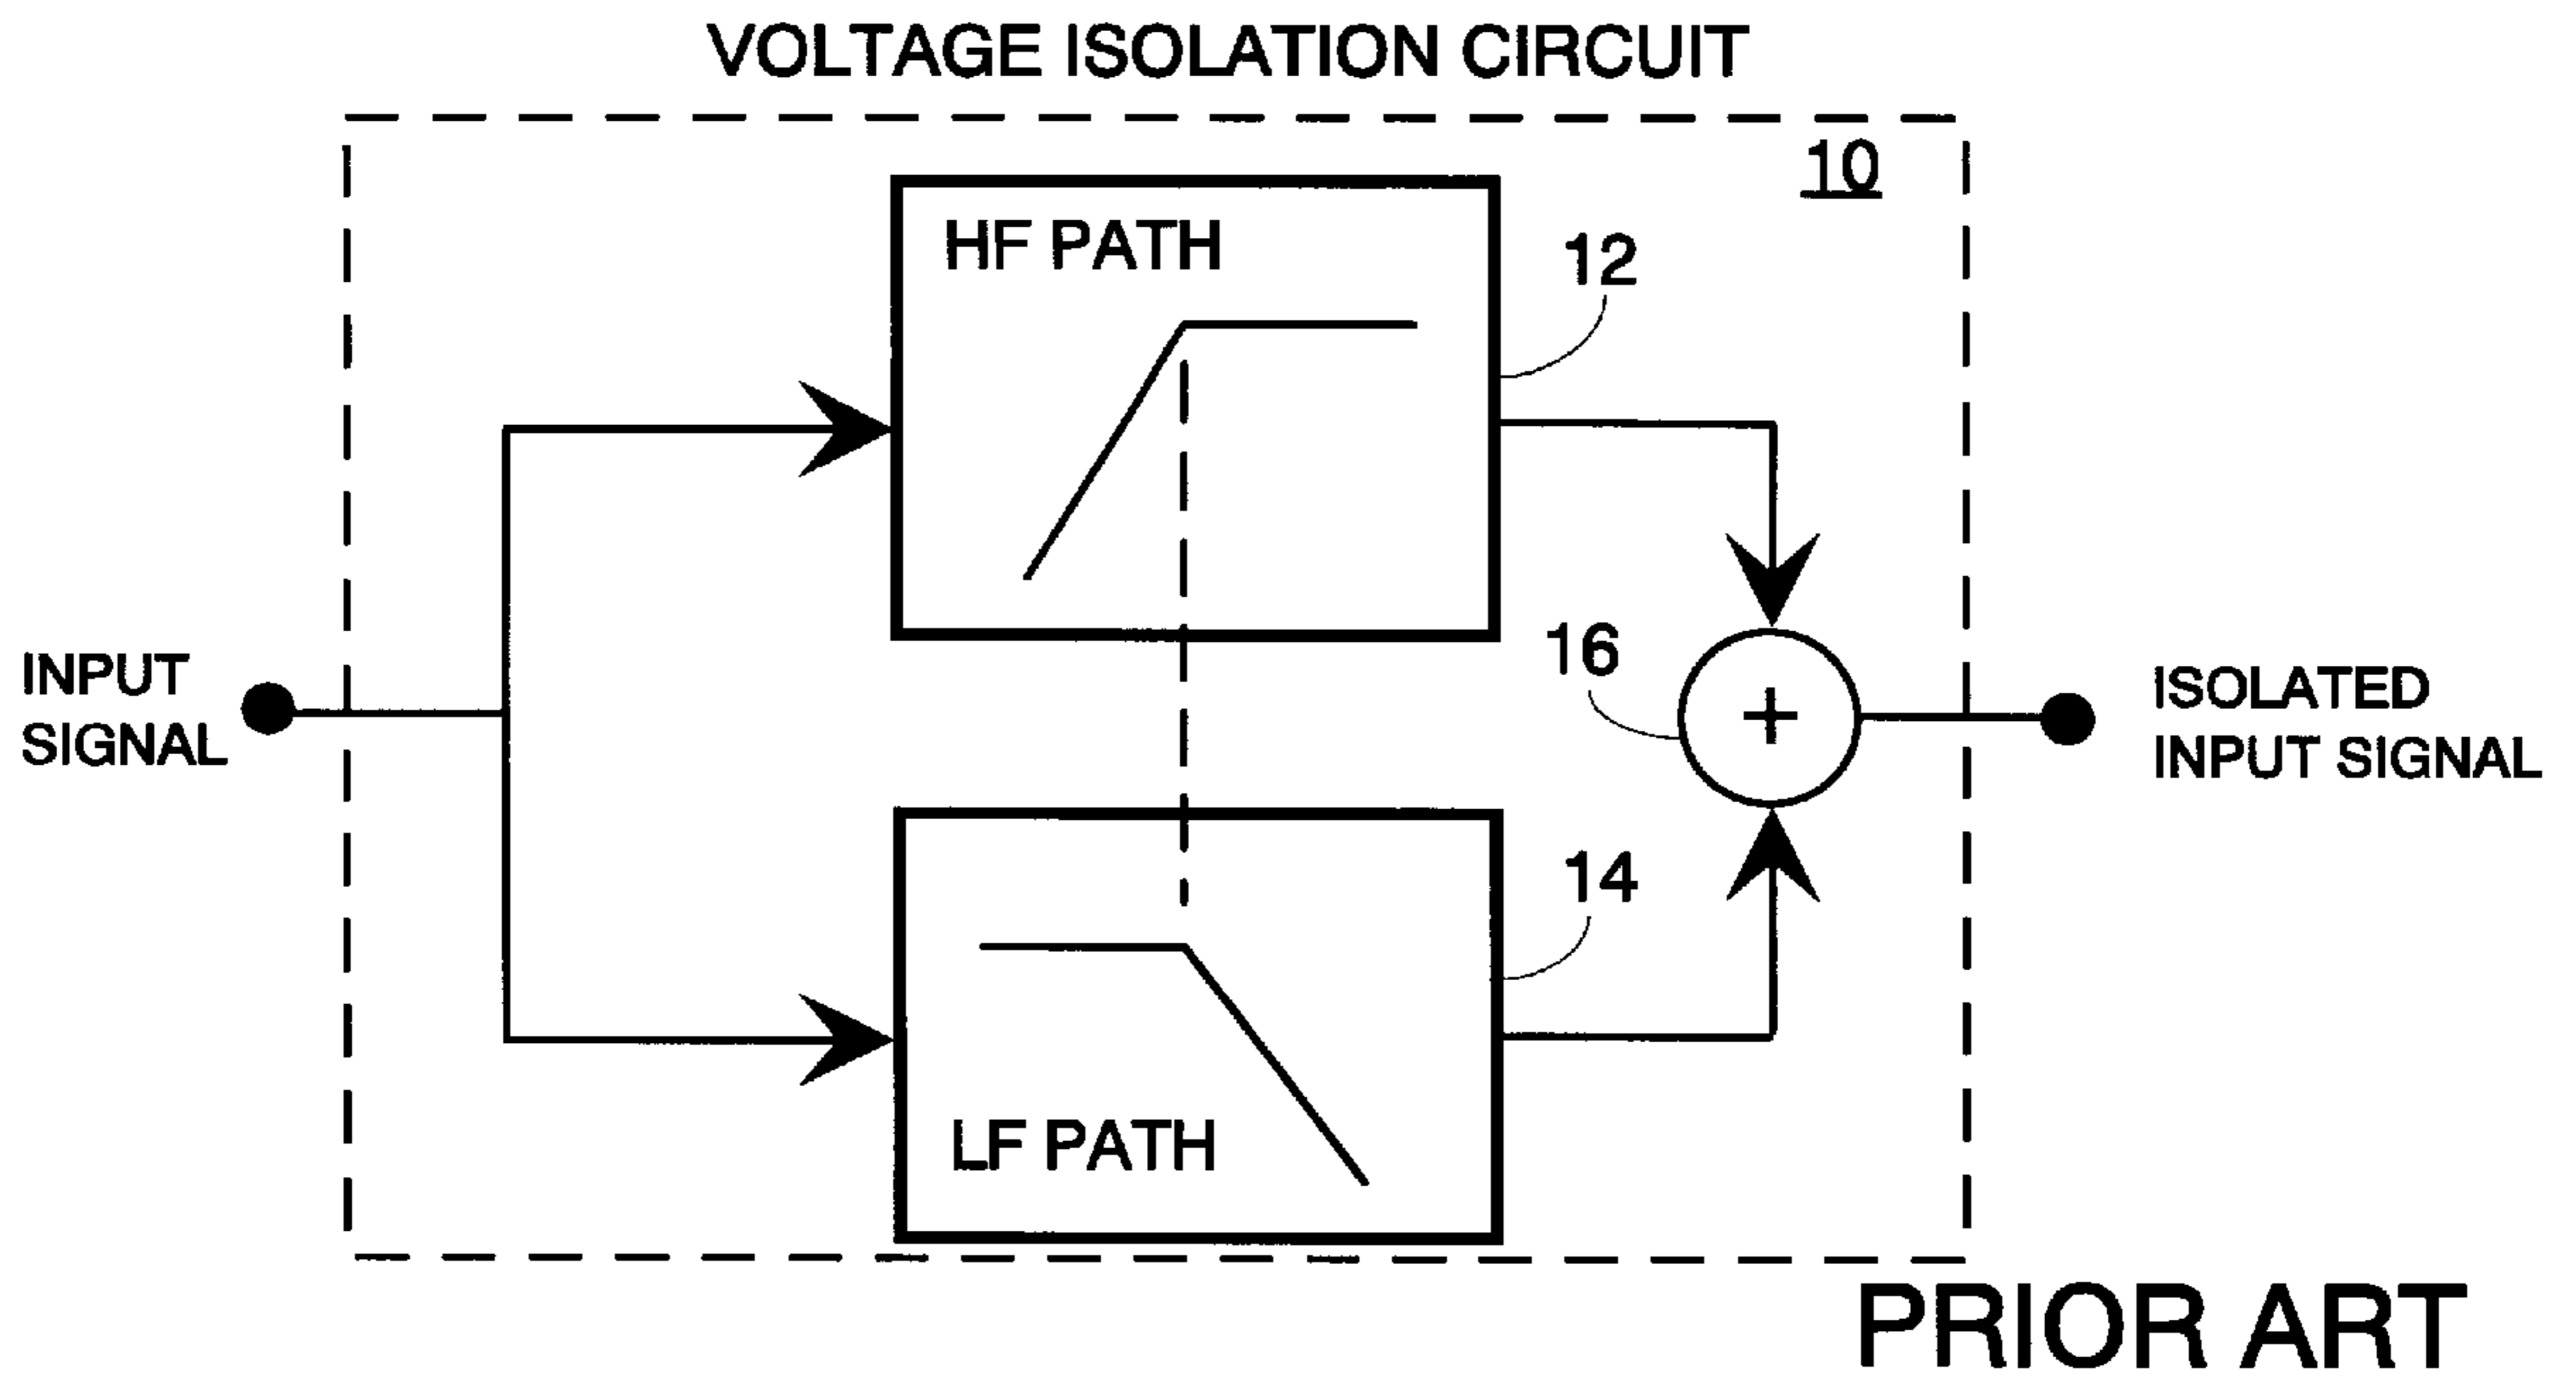 VOLTAGE ISOLATION CIRCUIT
10
HF PATH
12
INPUT
SIGNAL
16
+
ISOLATED
INPUT SIGNAL
14
LF PATH
PRIOR ART